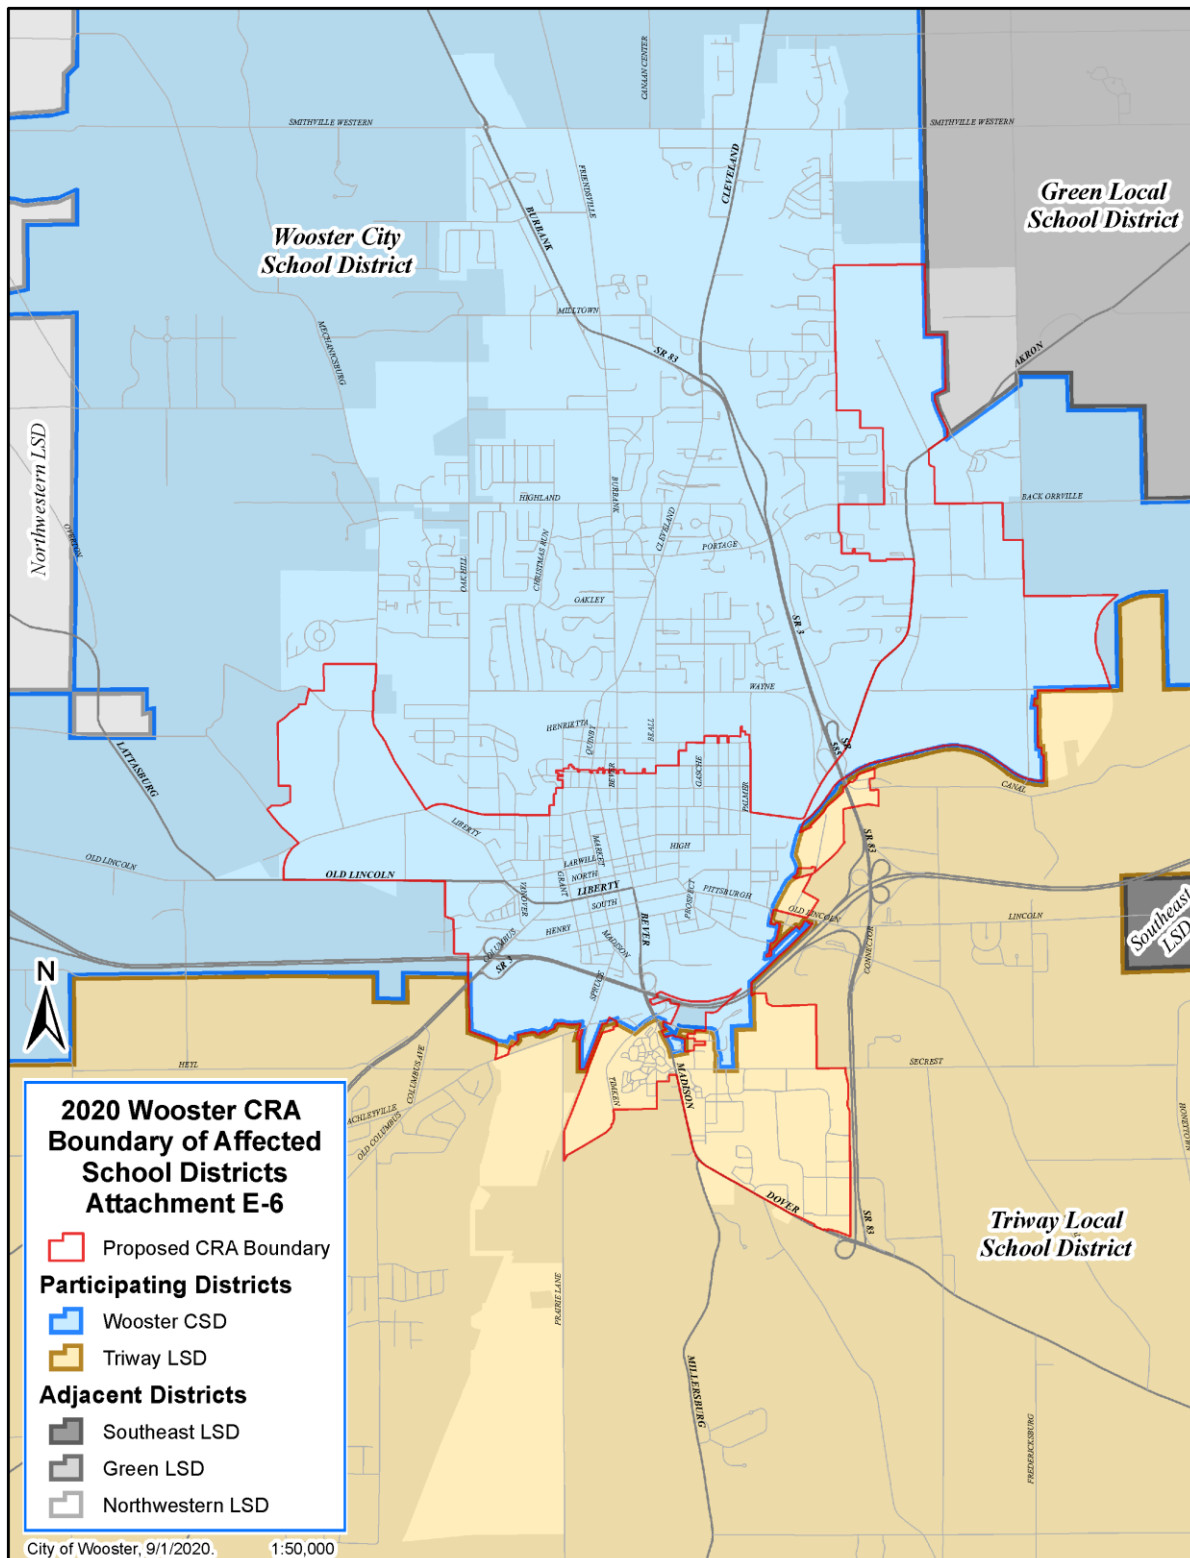 CANAAN CENTER
SMITHVILLE WESTERN
SMITHVILLE WESTERN
CLEVELAND
FRIENDSVILLE
BURBANK
Green Local
School District
Wooster City
School District
MILLTOWN
MECHANICSBURG
SR 83
AKRON
Northwestern LSD
OVERTON
HIGHLAND
BURBANK
BACK ORRVILLE
CLEVELAND
CHRISTMAS RUN
OAK HILL
PORTAGE
OAKLEY
SR 3
WAYNE
HENRIETTA
QUINBY
BEALL
BEVER
GASCHE
PALMER
SR
585
LATTASBURG
CANAL
LIBERTY
MARKET
HIGH
SR 83
OLD LINCOLN
OLD LINCOLN
LARWILL
NORTH
GRANT
LIBERTY
VANOVER
SOUTH
PITTSBURGH
PROSPECT
OLD LINCOLN
LINCOLN
Southeast
LSD
BEVER
HENRY
COLUMBUS
MADISON
CONNECTOR
SR 3
SPRUCE
N
HEYL
COLUMBUS AVE
SECREST
MADISON
TIMKEN
ACHLEYVILLE
OLD COLUMBUS
HONEYTOWN
DOVER
SR 83
Triway Local
School District
PRAIRIE LANE
MILLERSBURG
FREDERICKSBURG
2020 Wooster CRA
Boundary of Affected
School Districts
Attachment E-6
Proposed CRA Boundary
Participating Districts
Wooster CSD
Triway LSD
Adjacent Districts
Southeast LSD
Green LSD
Northwestern LSD
City of Wooster, 9/1/2020. 1:50,000